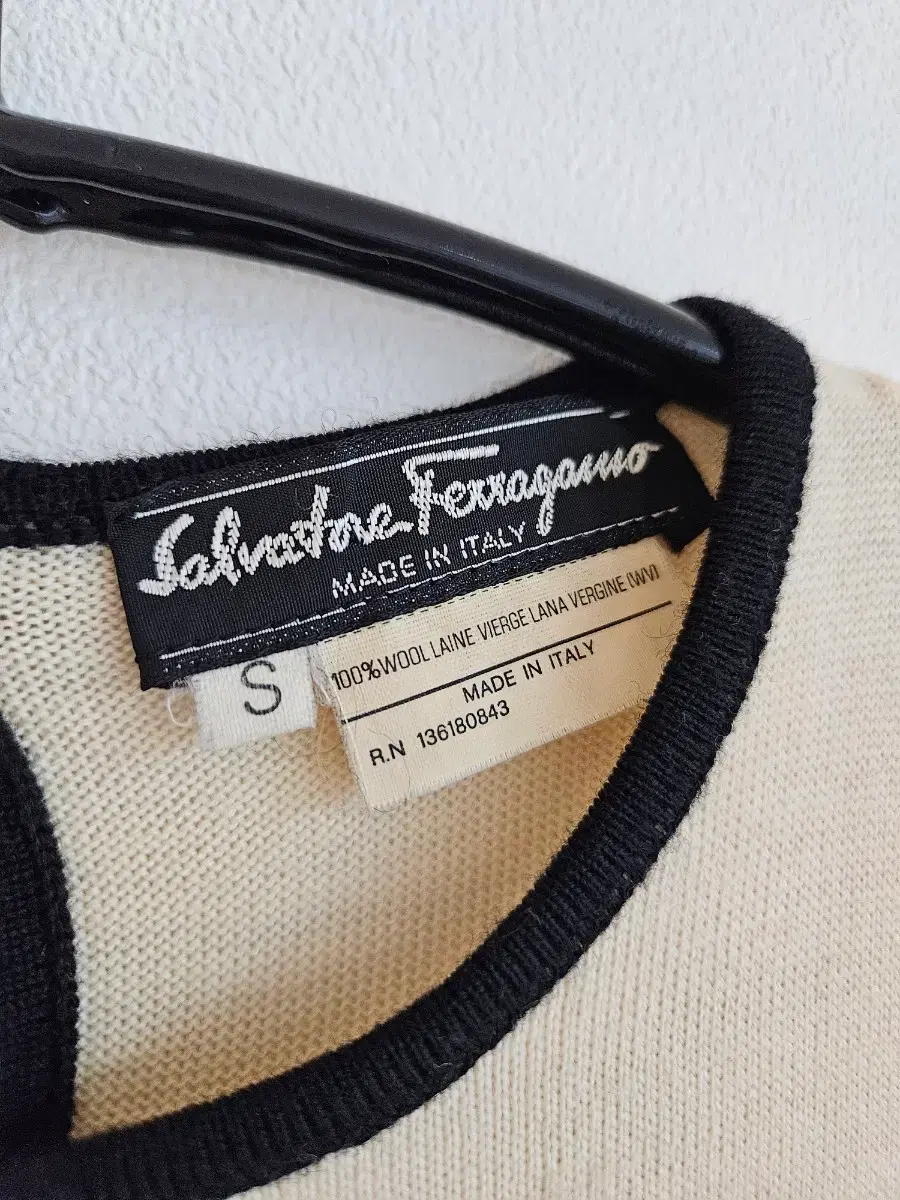 Salvatore Ferragamo
MADE IN ITALY
S
100% WOOL LAINE VIERGE LANA VERGINE (WV)
MADE IN ITALY
R.N 136180843